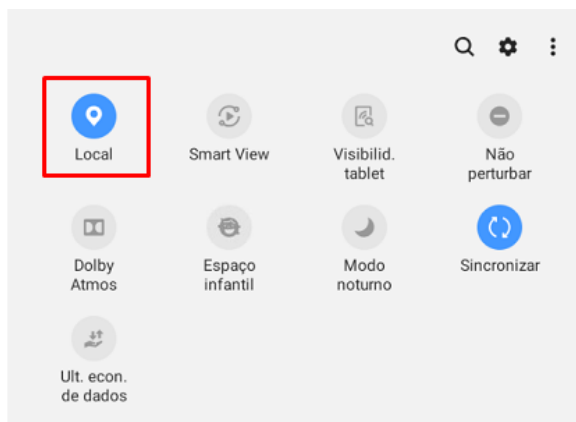 Local
Smart View
Visibilid.
tablet
Não
perturbar
Dolby
Atmos
Espaço
infantil
Modo
noturno
Sincronizar
Ult. econ.
de dados